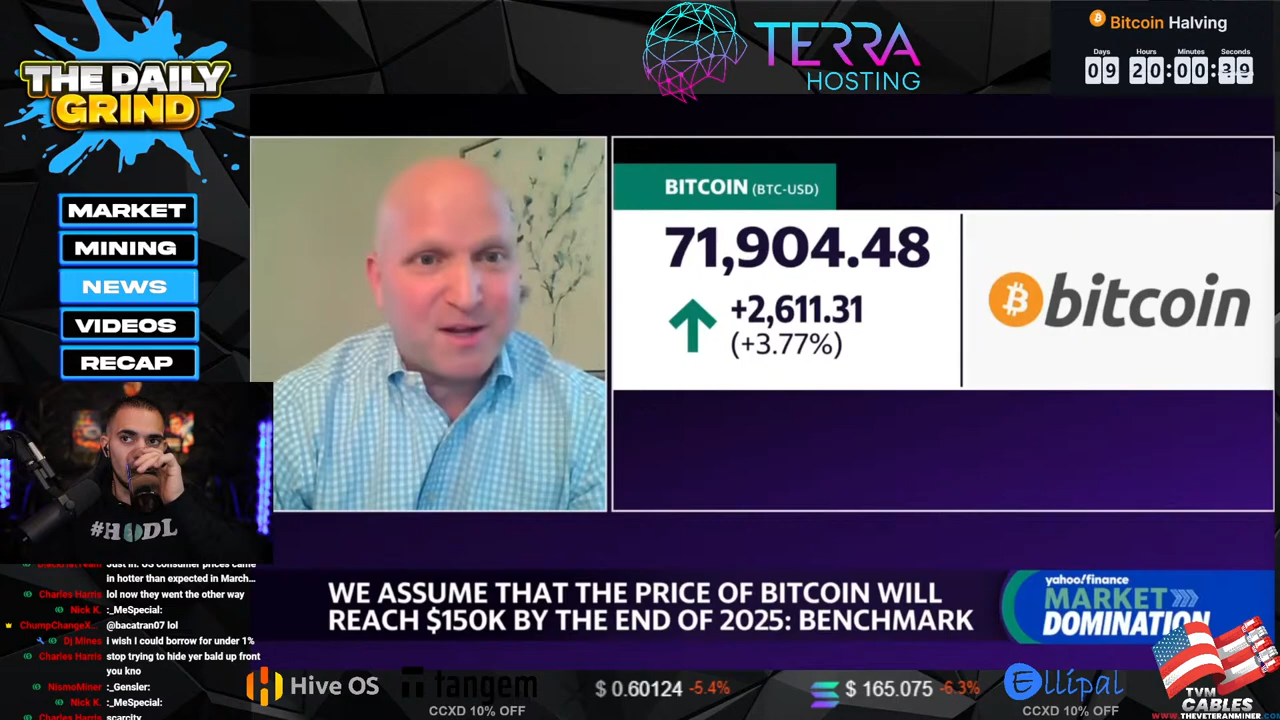 THE DAILY
GRIND
MARKET
MINING
NEWS
VIDEOS
RECAP
TERRA
HOSTING
Bitcoin Halving
Days Hours Minutes Seconds
09 20:00:39
BITCOIN (BTC-USD)
71,904.48
+2,611.31
(+3.77%)
bitcoin
#HODL
Just in: US consumer prices came
in hotter than expected in March...
Charles Harris lol now they went the other way
Nick K. :_MeSpecial:
ChumpChangeX... @bacatran07 lol
Dj Mines i wish I could borrow for under 1%
Charles Harris stop trying to hide yer bald up front
you kno
NismoMiner :_Gensler:
Nick K. :_MeSpecial:
Charles Harris scarcity
WE ASSUME THAT THE PRICE OF BITCOIN WILL
REACH $150K BY THE END OF 2025: BENCHMARK
yahoo!finance
MARKET
DOMINATION
Hive OS
tangem
CCXD 10% OFF
$ 0.60124 -5.4%
$ 165.075 -6.3%
Ellipal
CCXD 10% OFF
TVM
CABLES
WWW.THEVETERANMINER.CO